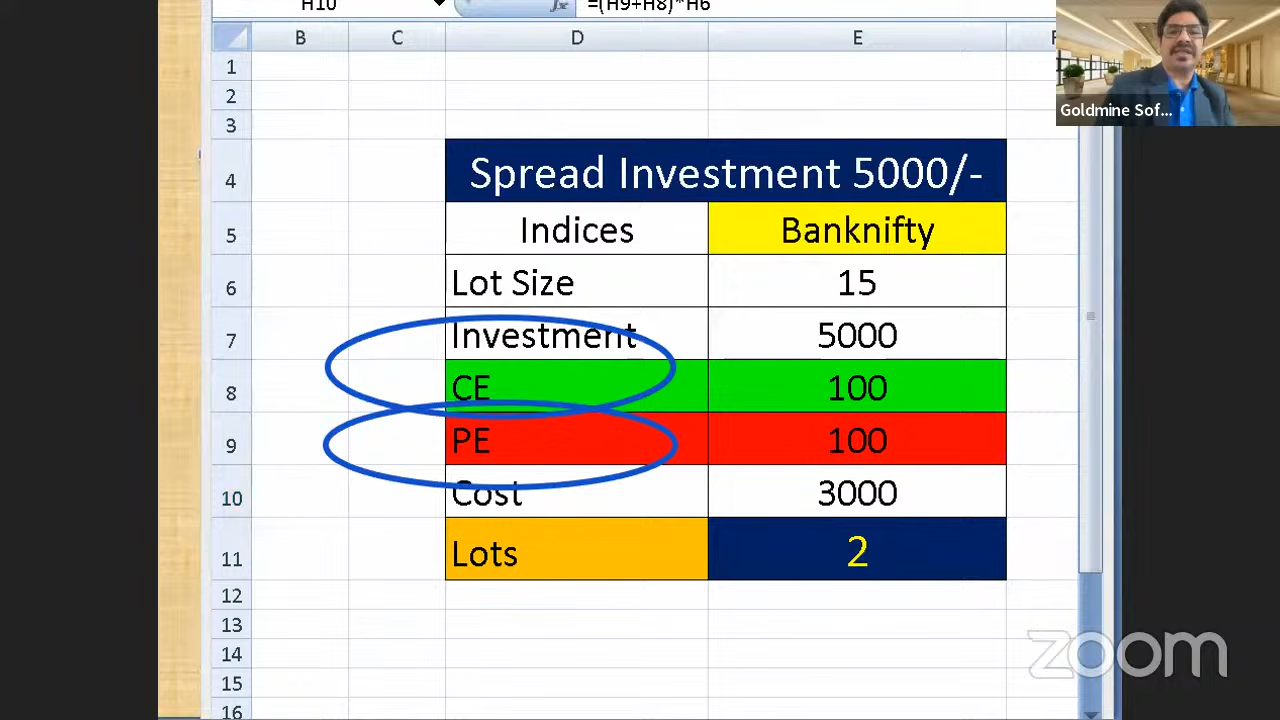 H10 fx =(H9+H8)*H6
B C D E F
1
2
3
4 Spread Investment 5000/-
5 Indices Banknifty
6 Lot Size 15
7 Investment 5000
8 CE 100
9 PE 100
10 Cost 3000
11 Lots 2
12
13
14
15
16
Goldmine Sof...
zoom